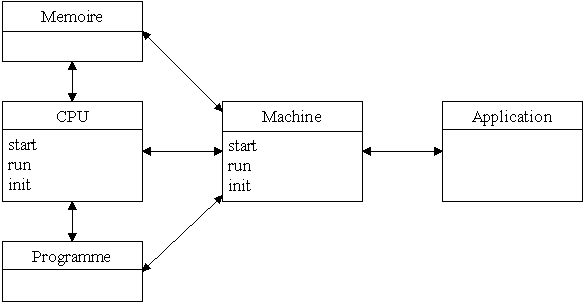 Memoire
CPU
start
run
init
Machine
start
run
init
Application
Programme